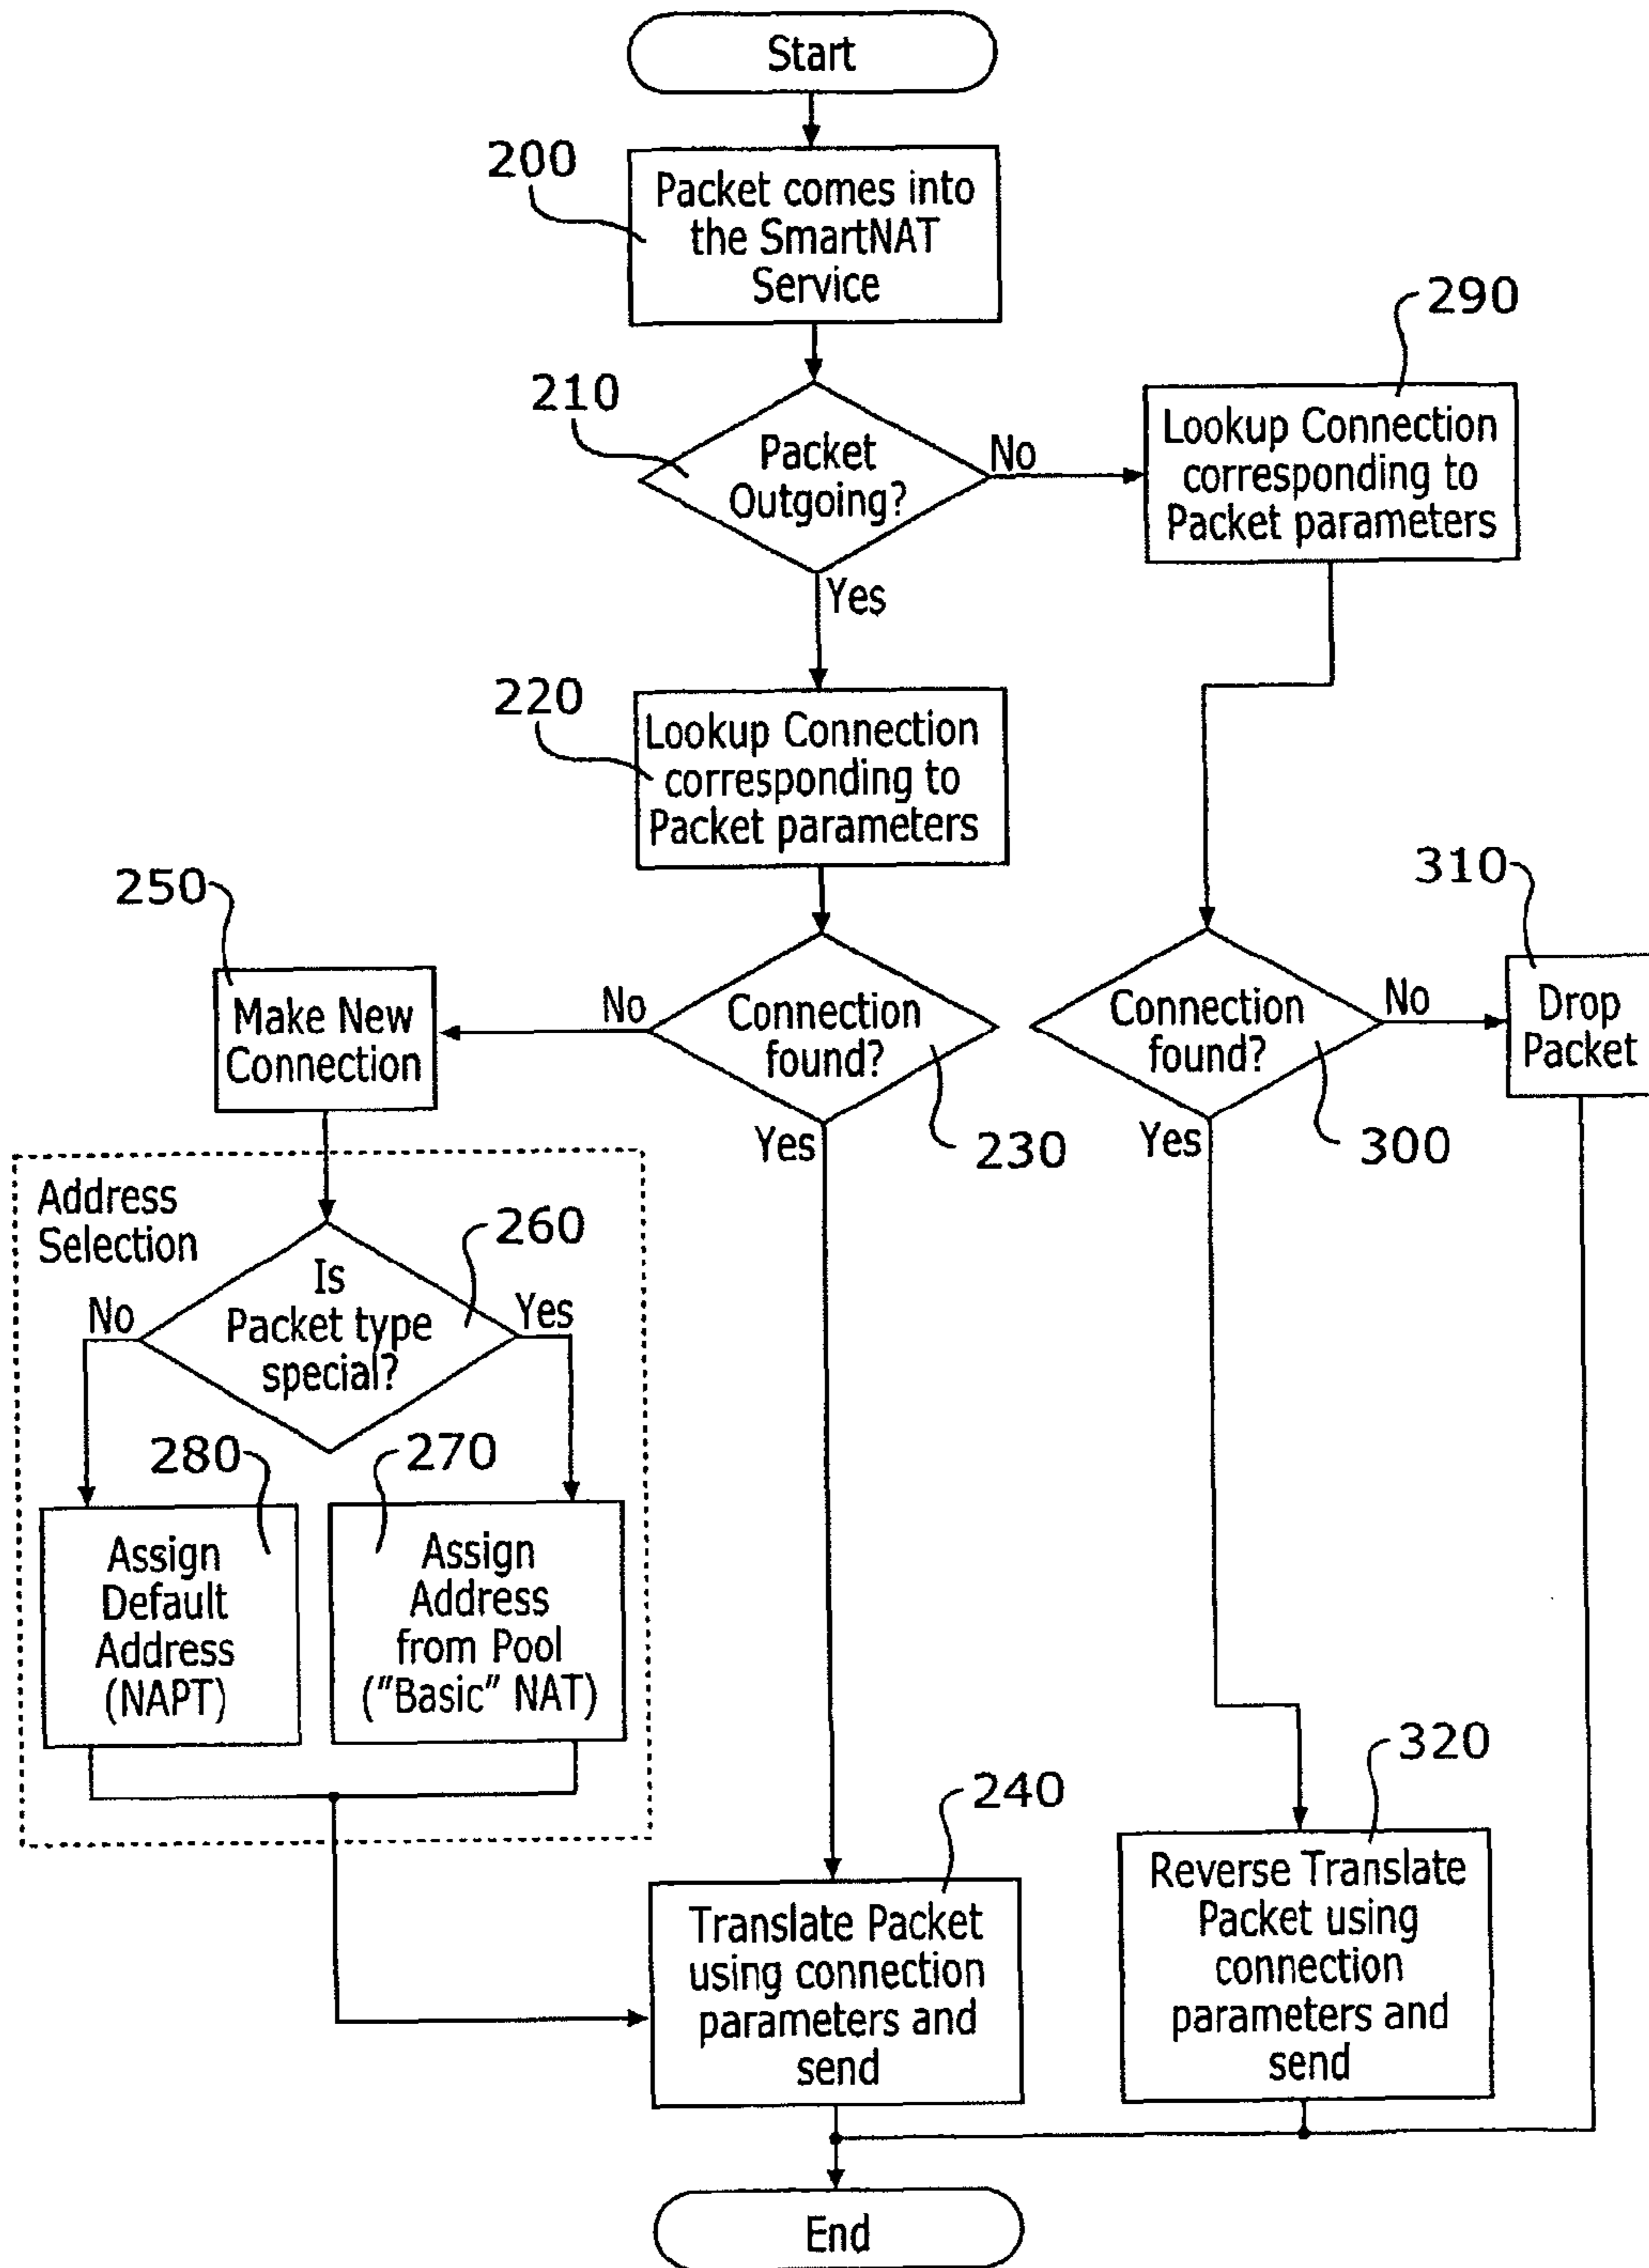 Start
200
Packet comes into
the SmartNAT
Service
290
210
Packet
Outgoing?
No
Lookup Connection
corresponding to
Packet parameters
Yes
220
Lookup Connection
corresponding to
Packet parameters
250
310
Make New
Connection
No
Connection
found?
Connection
found?
No
Drop
Packet
Yes
230
Yes
300
Address
Selection
260
Is
Packet type
special?
No
Yes
280
270
Assign
Default
Address
(NAPT)
Assign
Address
from Pool
("Basic" NAT)
240
320
Translate Packet
using connection
parameters and
send
Reverse Translate
Packet using
connection
parameters and
send
End